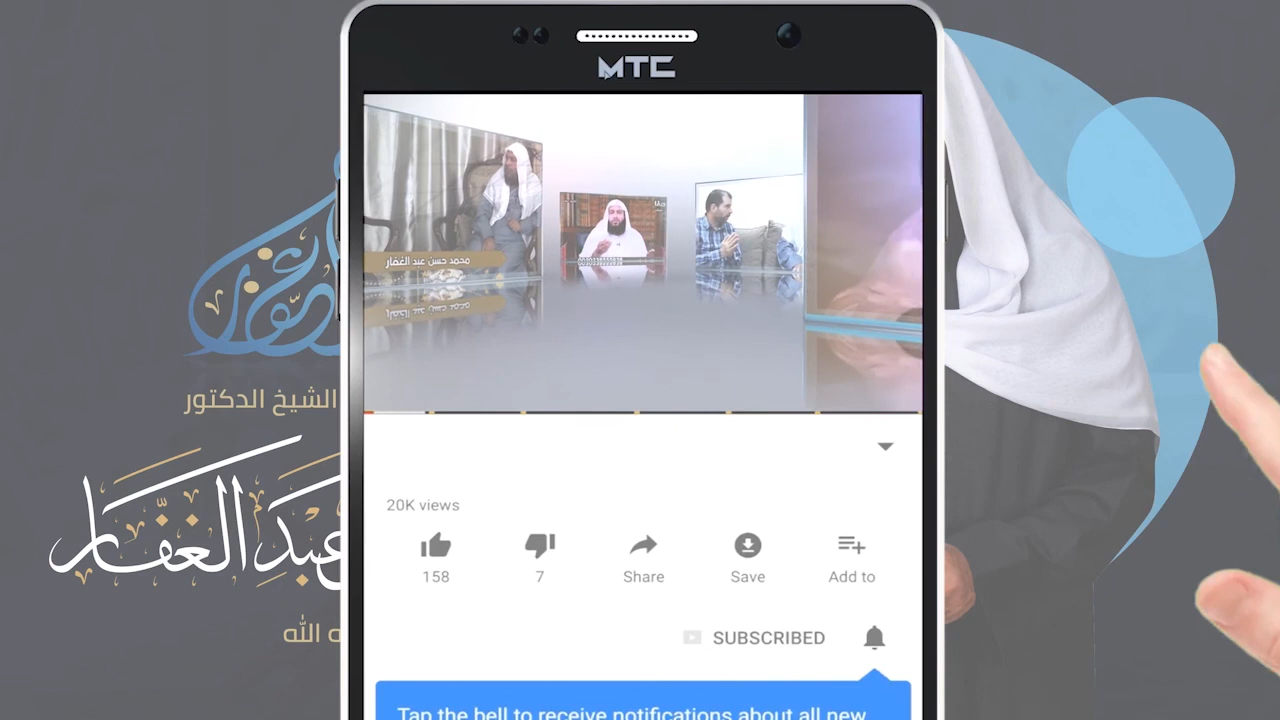 MTC
محمد حسن عبد الغفار
الشيخ الدكتور
عبد الغفار
ه الله
20K views
158
7
Share
Save
Add to
SUBSCRIBED
Tap the bell to receive notifications about all new